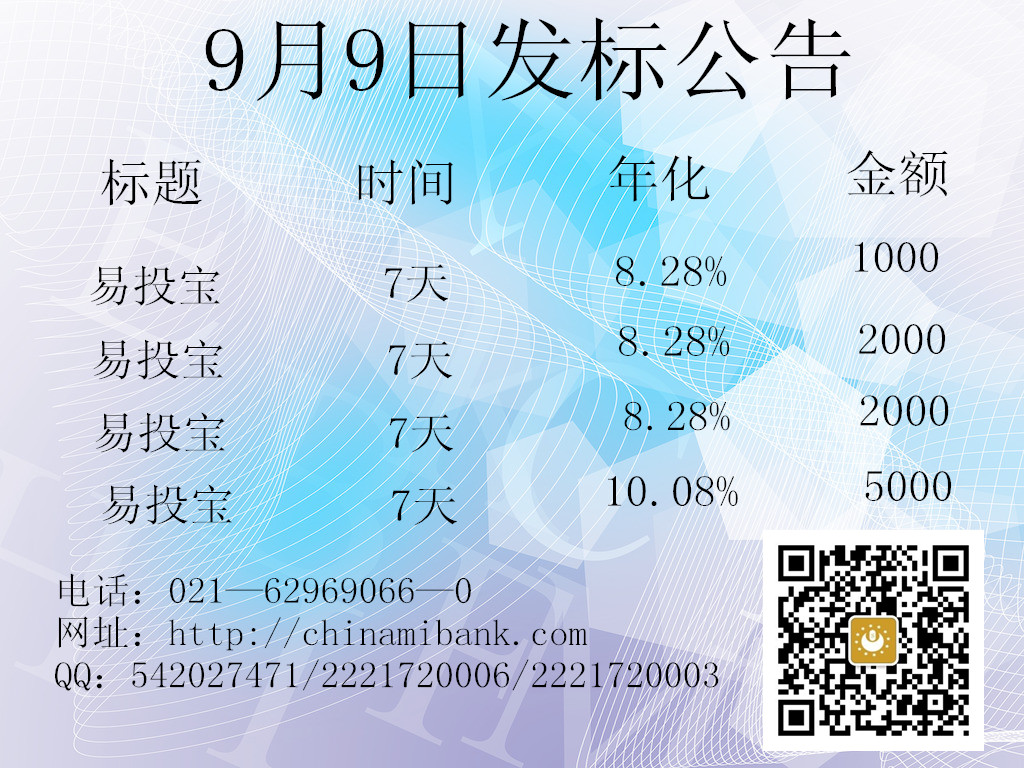 9月9日发标公告
标题 时间 年化 金额
易投宝 7天 8.28% 1000
易投宝 7天 8.28% 2000
易投宝 7天 8.28% 2000
易投宝 7天 10.08% 5000
电话：021—62969066—0
网址：http://chinamibank.com
QQ：542027471/2221720006/2221720003